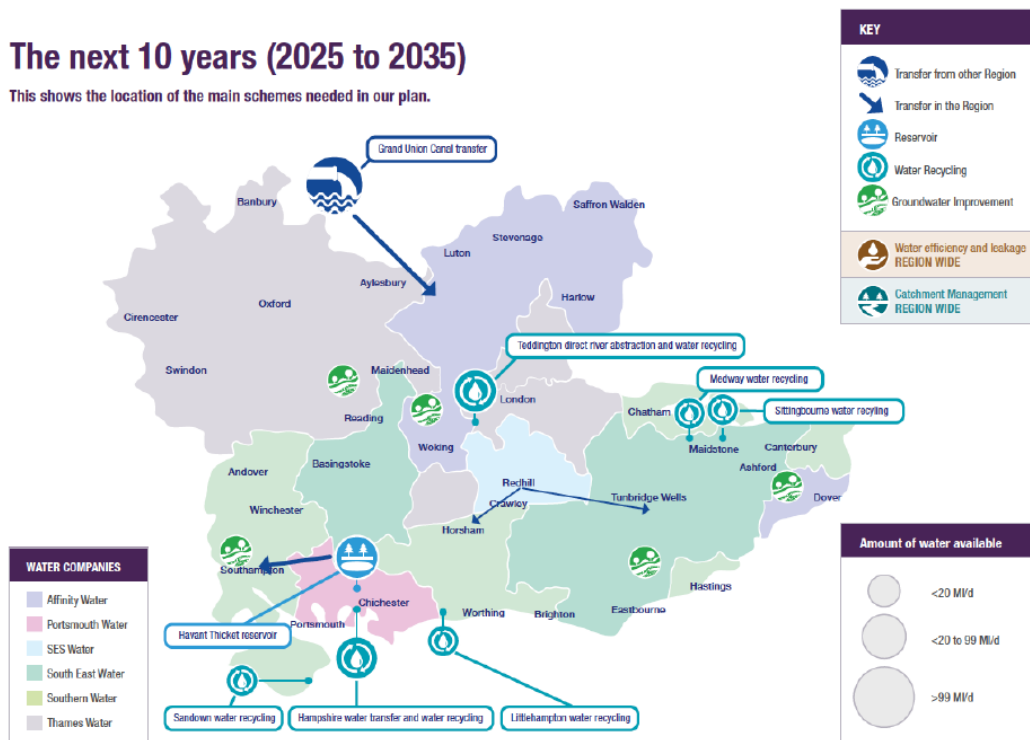 The next 10 years (2025 to 2035)
This shows the location of the main schemes needed in our plan.
KEY
Transfer from other Region
Transfer in the Region
Reservoir
Water Recycling
Groundwater Improvement
Water efficiency and leakage
REGION WIDE
Catchment Management
REGION WIDE
Grand Union Canal transfer
Banbury
Saffron Walden
Stevenage
Luton
Aylesbury
Harlow
Oxford
Cirencester
Swindon
Teddington direct river abstraction and water recycling
Maidenhead
Medway water recycling
London
Chatham
Sittingbourne water recyling
Reading
Woking
Maidstone
Canterbury
Basingstoke
Ashford
Andover
Redhill
Tunbridge Wells
Dover
Crawley
Winchester
Horsham
Southampton
Hastings
Chichester
Worthing
Eastbourne
Brighton
Portsmouth
Havant Thicket reservoir
Sandown water recycling
Hampshire water transfer and water recycling
Littlehampton water recycling
WATER COMPANIES
Affinity Water
Portsmouth Water
SES Water
South East Water
Southern Water
Thames Water
Amount of water available
<20 Ml/d
<20 to 99 Ml/d
>99 Ml/d